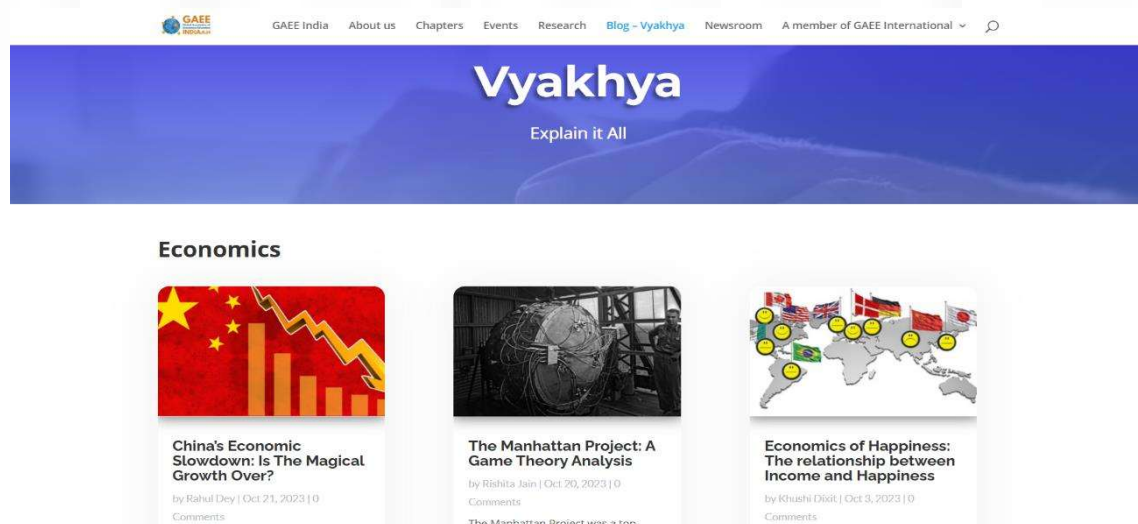 GAEE
INDIA
GAEE India About us Chapters Events Research Blog – Vyakhya Newsroom A member of GAEE International
Vyakhya
Explain it All
Economics
China's Economic
Slowdown: Is The Magical
Growth Over?
by Rahul Dey | Oct 21, 2023 | 0
Comments
The Manhattan Project: A
Game Theory Analysis
by Rishita Jain | Oct 20, 2023 | 0
Comments
The Manhattan Project was a top
Economics of Happiness:
The relationship between
Income and Happiness
by Khushi Dixit | Oct 3, 2023 | 0
Comments